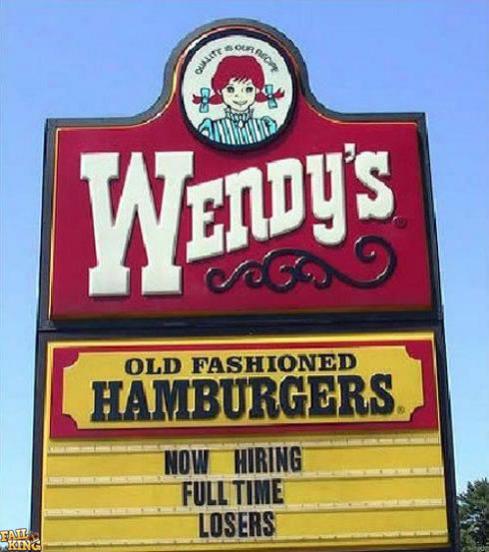 QUALITY IS OUR RECIPE
WENDY'S
OLD FASHIONED
HAMBURGERS
NOW HIRING
FULL TIME
LOSERS
FAIL
KING